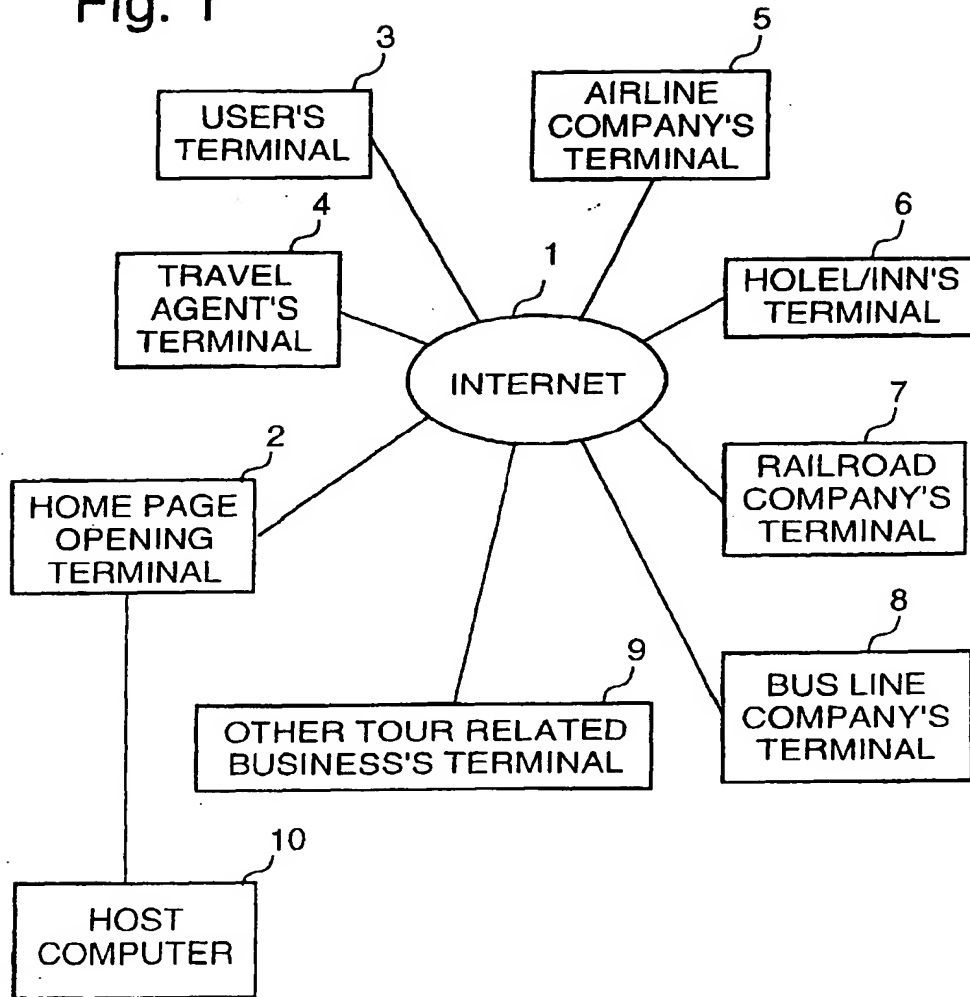 Fig. 1
3
USER'S
TERMINAL
5
AIRLINE
COMPANY'S
TERMINAL
4
TRAVEL
AGENT'S
TERMINAL
1
INTERNET
6
HOLEL/INN'S
TERMINAL
2
HOME PAGE
OPENING
TERMINAL
7
RAILROAD
COMPANY'S
TERMINAL
9
OTHER TOUR RELATED
BUSINESS'S TERMINAL
8
BUS LINE
COMPANY'S
TERMINAL
10
HOST
COMPUTER